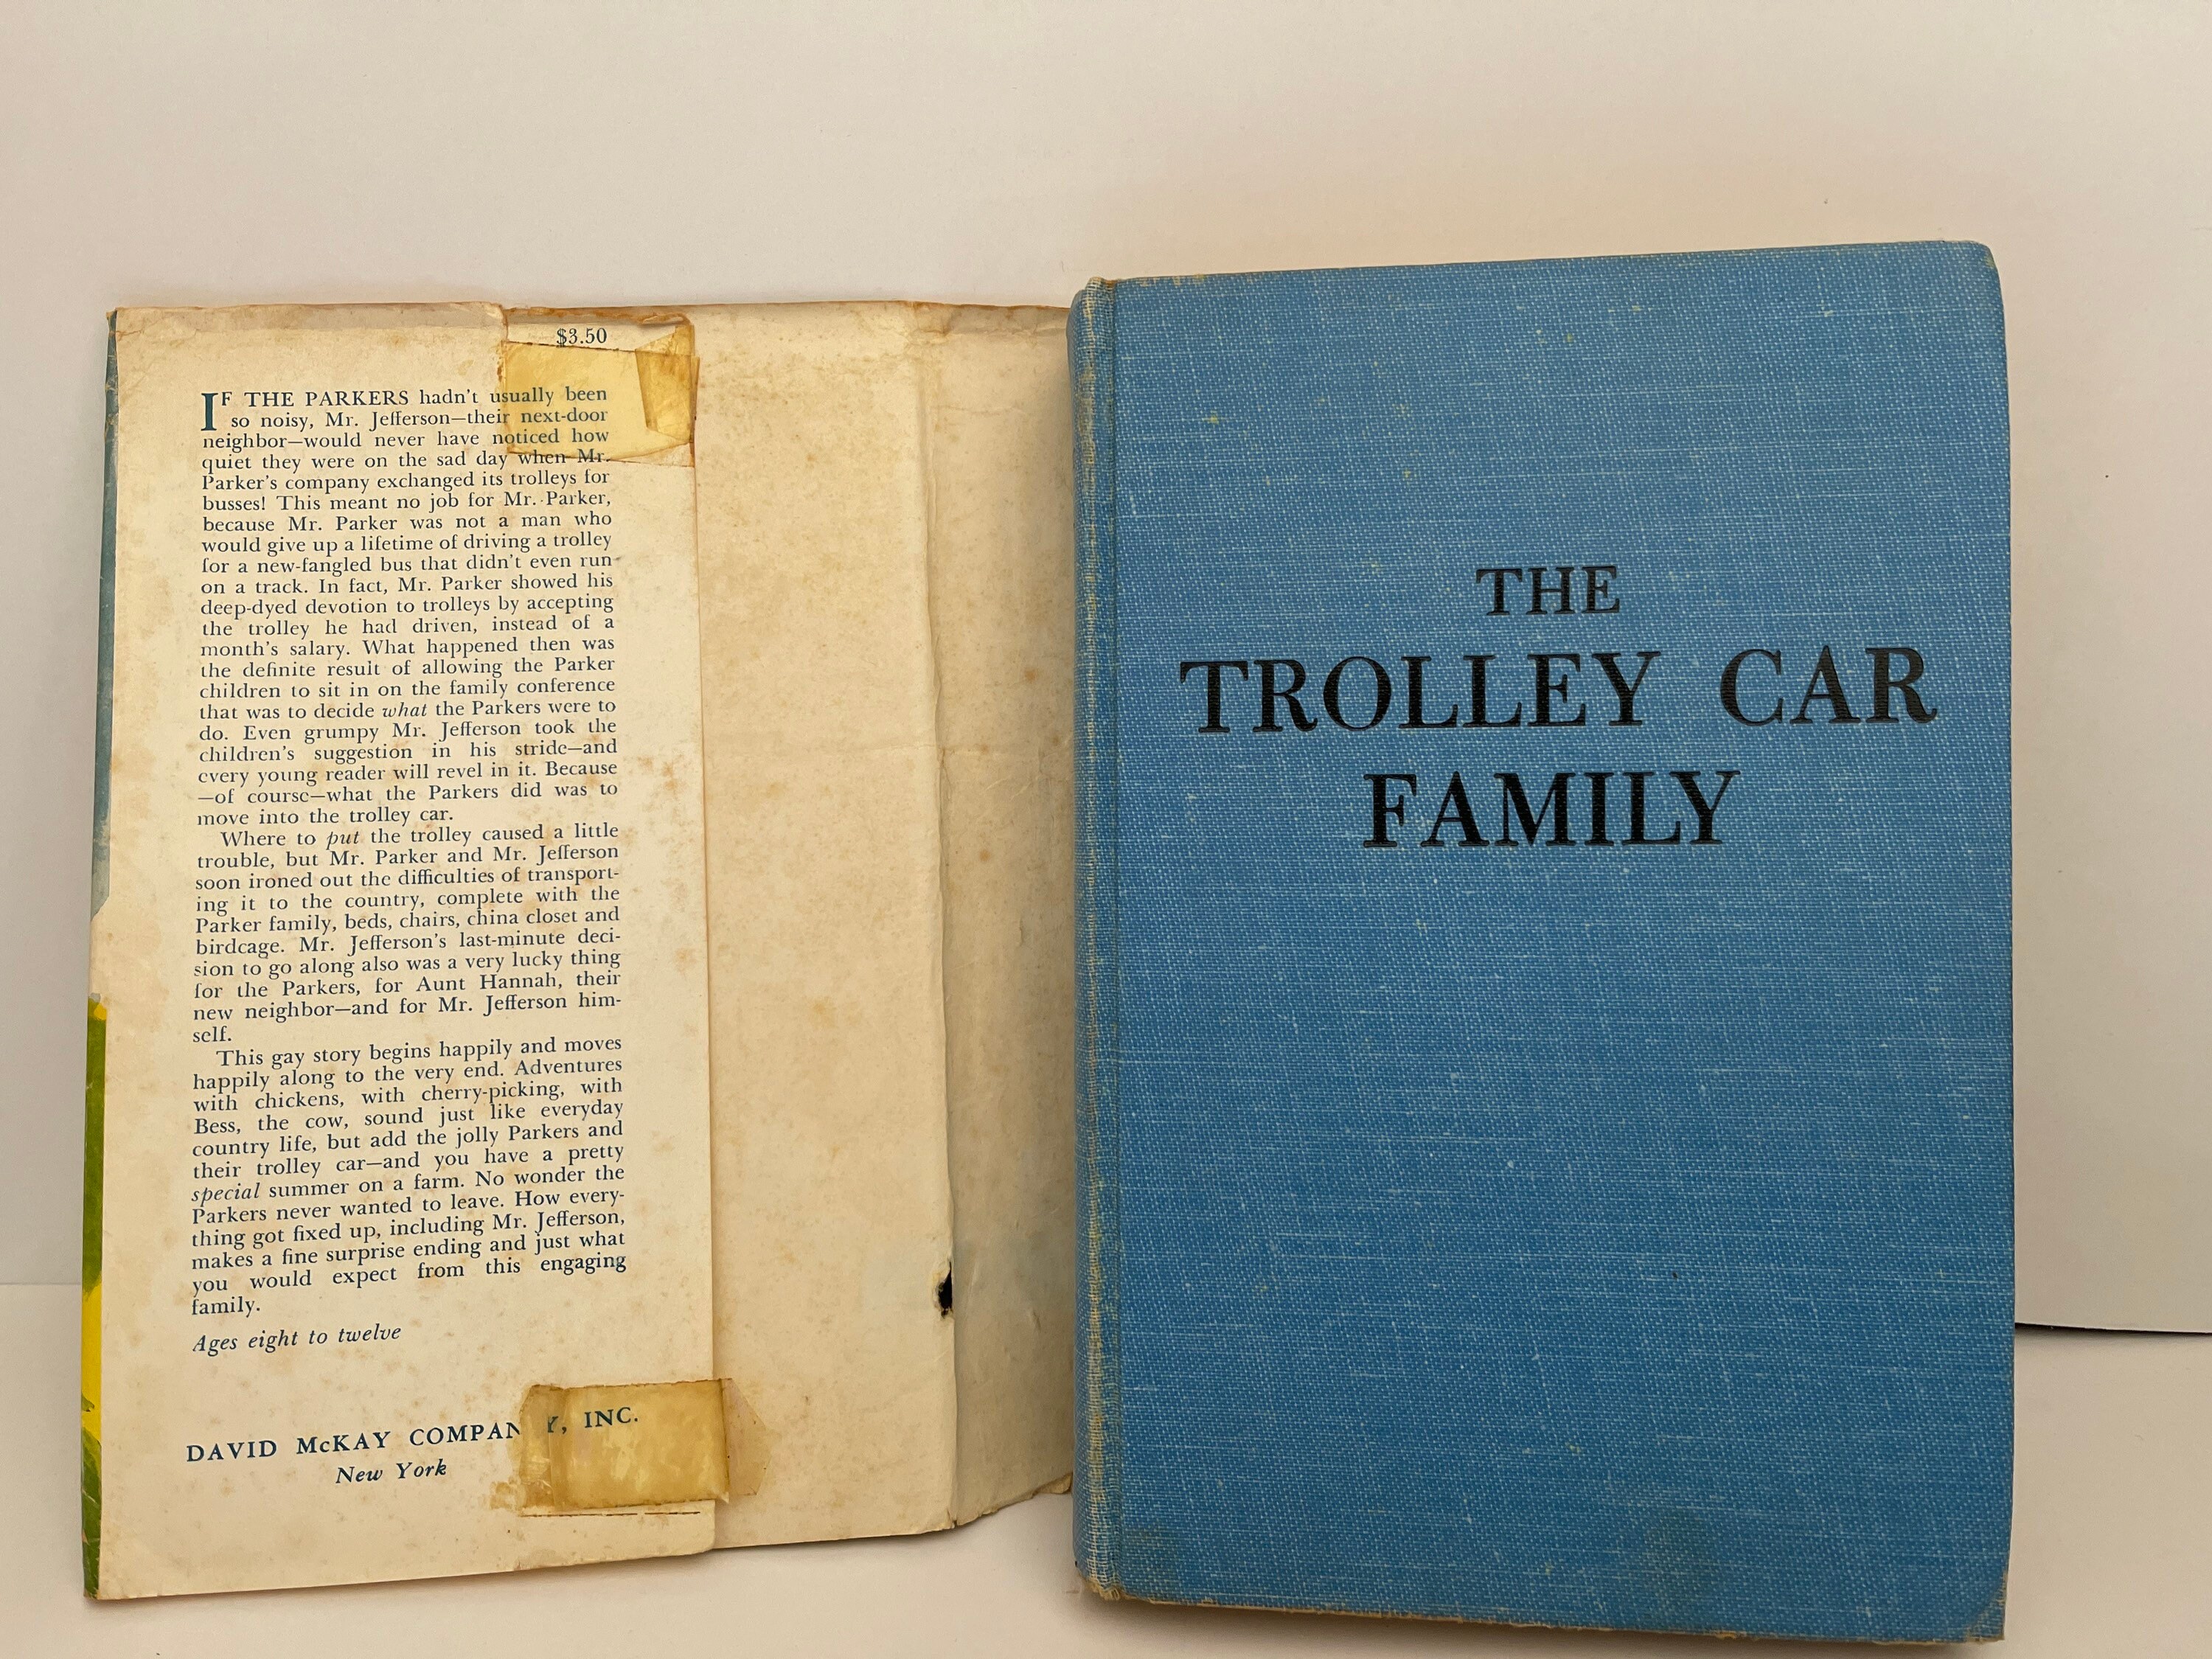 $3.50
IF THE PARKERS hadn't usually been
so noisy, Mr. Jefferson—their next-door
neighbor—would never have noticed how
quiet they were on the sad day when Mr.
Parker's company exchanged its trolleys for
busses! This meant no job for Mr. Parker,
because Mr. Parker was not a man who
would give up a lifetime of driving a trolley
for a new-fangled bus that didn't even run
on a track. In fact, Mr. Parker showed his
deep-dyed devotion to trolleys by accepting
the trolley he had driven, instead of a
month's salary. What happened then was
the definite result of allowing the Parker
children to sit in on the family conference
that was to decide what the Parkers were to
do. Even grumpy Mr. Jefferson took the
children's suggestion in his stride—and
every young reader will revel in it. Because
—of course—what the Parkers did was to
move into the trolley car.
Where to put the trolley caused a little
trouble, but Mr. Parker and Mr. Jefferson
soon ironed out the difficulties of transport-
ing it to the country, complete with the
Parker family, beds, chairs, china closet and
birdcage. Mr. Jefferson's last-minute deci-
sion to go along also was a very lucky thing
for the Parkers, for Aunt Hannah, their
new neighbor—and for Mr. Jefferson him-
self.
This gay story begins happily and moves
happily along to the very end. Adventures
with chickens, with cherry-picking, with
Bess, the cow, sound just like everyday
country life, but add the jolly Parkers and
their trolley car—and you have a pretty
special summer on a farm. No wonder the
Parkers never wanted to leave. How every-
thing got fixed up, including Mr. Jefferson,
makes a fine surprise ending and just what
you would expect from this engaging
family.
Ages eight to twelve
DAVID McKAY COMPANY, INC.
New York
THE
TROLLEY CAR
FAMILY